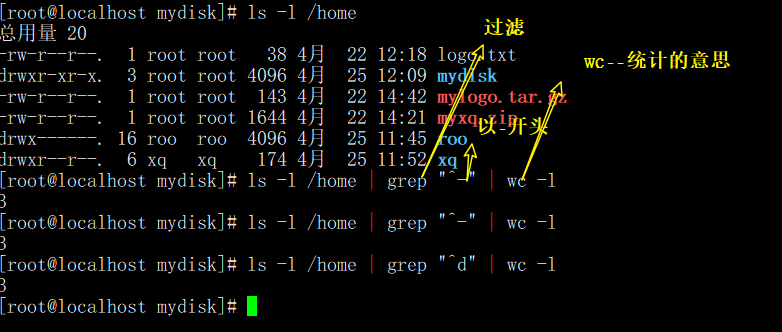 [root@localhost mydisk]# ls -l /home
过滤
总用量 20
-rw-r--r--. 1 root root 38 4月 22 12:18 logo.txt
wc--统计的意思
drwxr-xr-x. 3 root root 4096 4月 25 12:09 mydisk
-rw-r--r--. 1 root root 143 4月 22 14:42 mylogo.tar.gz
-rw-r--r--. 1 root root 1644 4月 22 14:21 myxq.zip
以-开头
drwx------. 16 roo roo 4096 4月 25 11:45 roo
drwxr--r--. 6 xq xq 174 4月 25 11:52 xq
[root@localhost mydisk]# ls -l /home | grep "^-" | wc -l
3
[root@localhost mydisk]# ls -l /home | grep "^-" | wc -l
3
[root@localhost mydisk]# ls -l /home | grep "^d" | wc -l
3
[root@localhost mydisk]#